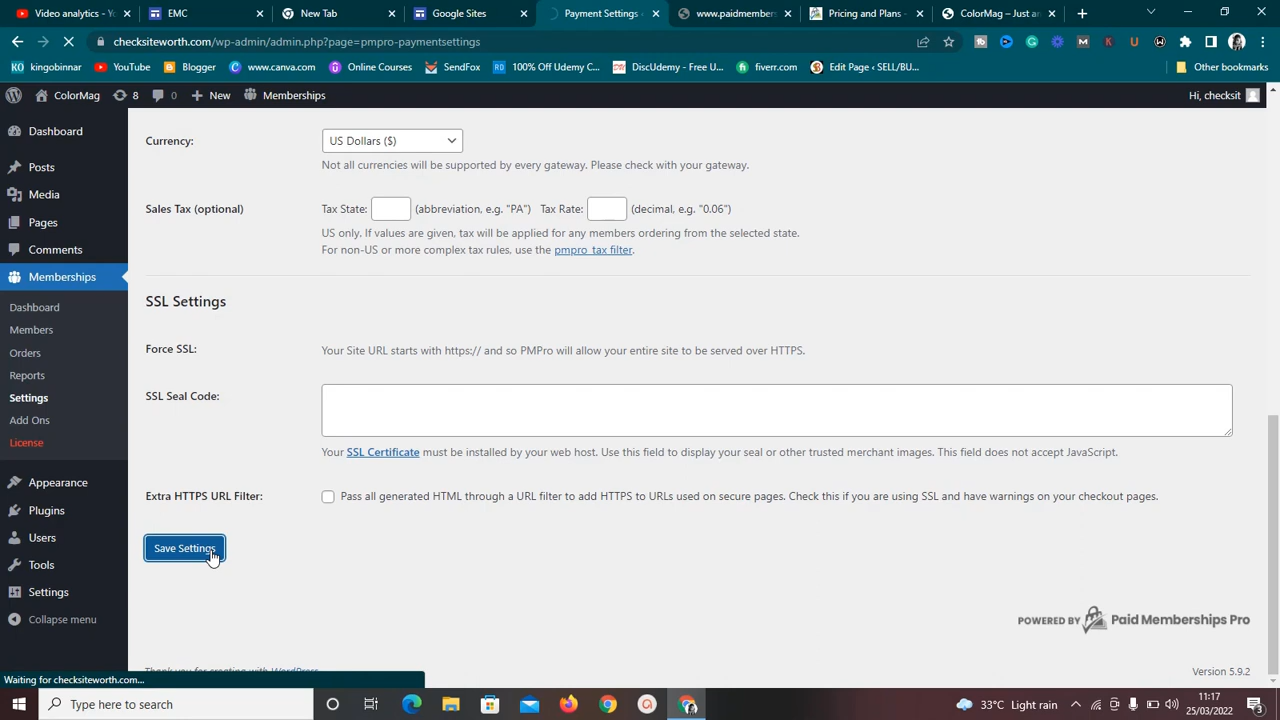 Video analytics - Y
EMC
New Tab
Google Sites
Payment Settings
www.paidmembers
Pricing and Plans
ColorMag – Just an
checksiteworth.com/wp-admin/admin.php?page=pmpro-paymentsettings
kingobinnar
YouTube
Blogger
www.canva.com
Online Courses
SendFox
100% Off Udemy C...
DiscUdemy - Free U...
fiverr.com
Edit Page ‹ SELL/BU...
Other bookmarks
ColorMag
8
0
New
Memberships
Hi, checksit
Dashboard
Posts
Media
Pages
Comments
Memberships
Dashboard
Members
Orders
Reports
Settings
Add Ons
License
Appearance
Plugins
Users
Tools
Settings
Collapse menu
Currency:
US Dollars ($)
Not all currencies will be supported by every gateway. Please check with your gateway.
Sales Tax (optional)
Tax State: (abbreviation, e.g. "PA") Tax Rate: (decimal, e.g. "0.06")
US only. If values are given, tax will be applied for any members ordering from the selected state.
For non-US or more complex tax rules, use the pmpro_tax filter.
SSL Settings
Force SSL:
Your Site URL starts with https:// and so PMPro will allow your entire site to be served over HTTPS.
SSL Seal Code:
Your SSL Certificate must be installed by your web host. Use this field to display your seal or other trusted merchant images. This field does not accept JavaScript.
Extra HTTPS URL Filter:
Pass all generated HTML through a URL filter to add HTTPS to URLs used on secure pages. Check this if you are using SSL and have warnings on your checkout pages.
Save Settings
POWERED BY Paid Memberships Pro
Thank you for creating with WordPress.
Version 5.9.2
Waiting for checksiteworth.com...
Type here to search
33°C Light rain
11:17
25/03/2022
3